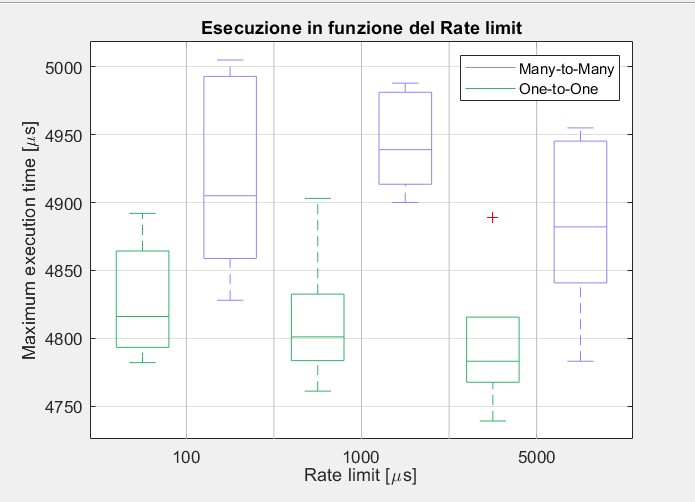 Esecuzione in funzione del Rate limit
Many-to-Many
One-to-One
Maximum execution time [μs]
5000
4950
4900
4850
4800
4750
100 1000 5000
Rate limit [μs]